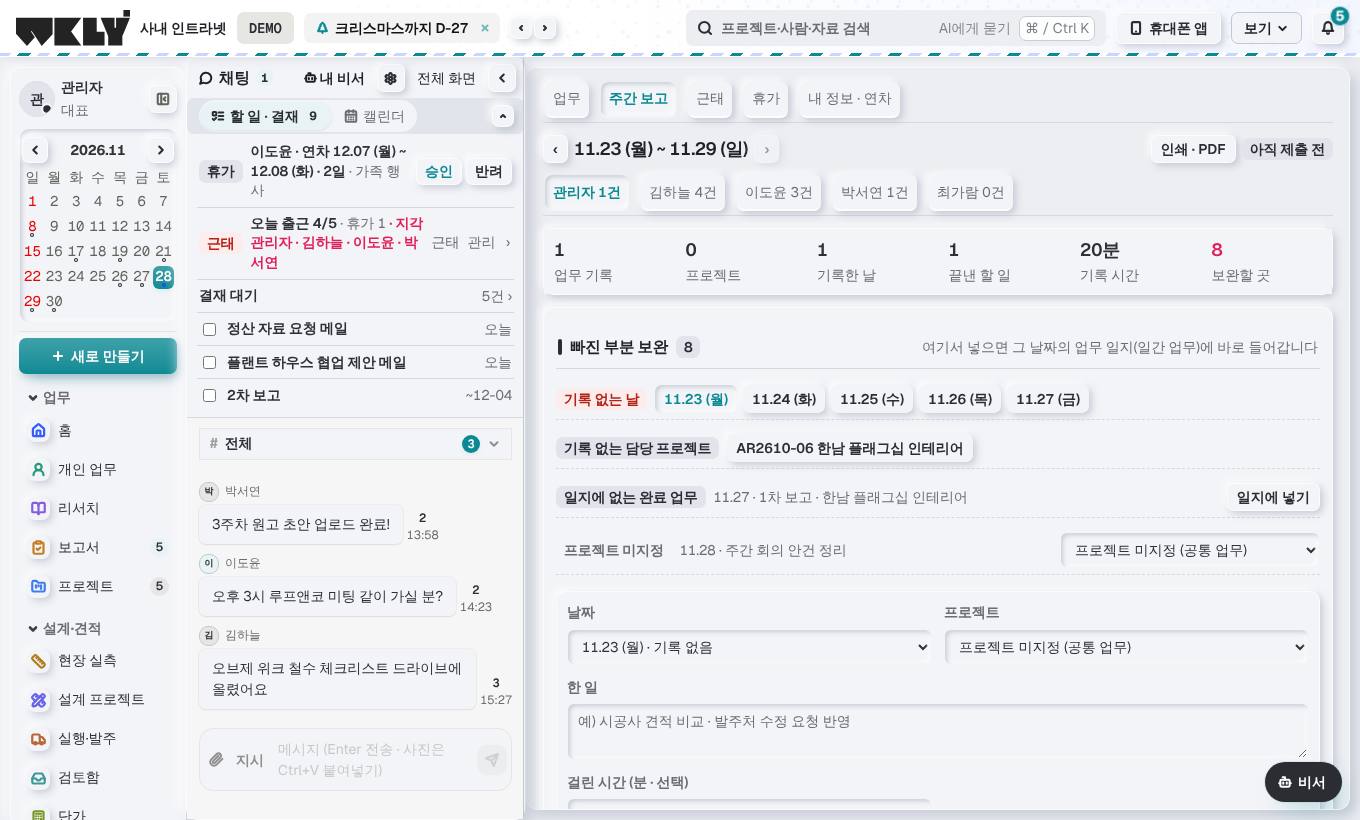 WKLY 사내 인트라넷 DEMO 크리스마스까지 D-27 × ‹ › 프로젝트·사람·자료 검색 AI에게 묻기 ⌘ / Ctrl K 휴대폰 앱 보기 5
관 관리자
대표
2026.11
일 월 화 수 목 금 토
1 2 3 4 5 6 7
8 9 10 11 12 13 14
15 16 17 18 19 20 21
22 23 24 25 26 27 28
29 30
+ 새로 만들기
업무
홈
개인 업무
리서치
보고서 5
프로젝트 5
설계·견적
현장 실측
설계 프로젝트
실행·발주
검토함
단가
채팅 1 내 비서 전체 화면
할 일 · 결재 9 캘린더
휴가 이도윤 · 연차 12.07 (월) ~
12.08 (화) · 2일 · 가족 행
사
승인 반려
근태 오늘 출근 4/5 · 휴가 1 · 지각
관리자 · 김하늘 · 이도윤 · 박
서연
근태 관리 ›
결재 대기 5건 ›
정산 자료 요청 메일 오늘
플랜트 하우스 협업 제안 메일 오늘
2차 보고 ~12-04
# 전체 3
박 박서연
3주차 원고 초안 업로드 완료! 2
13:58
이 이도윤
오후 3시 루프앤코 미팅 같이 가실 분? 2
14:23
김 김하늘
오브제 위크 철수 체크리스트 드라이브에
올렸어요
3
15:27
지시 메시지 (Enter 전송 · 사진은
Ctrl+V 붙여넣기)
업무 주간 보고 근태 휴가 내 정보 · 연차
‹ 11.23 (월) ~ 11.29 (일) › 인쇄 · PDF 아직 제출 전
관리자 1건 김하늘 4건 이도윤 3건 박서연 1건 최가람 0건
1 0 1 1 20분 8
업무 기록 프로젝트 기록한 날 끝낸 할 일 기록 시간 보완할 곳
빠진 부분 보완 8 여기서 넣으면 그 날짜의 업무 일지(일간 업무)에 바로 들어갑니다
기록 없는 날 11.23 (월) 11.24 (화) 11.25 (수) 11.26 (목) 11.27 (금)
기록 없는 담당 프로젝트 AR2610-06 한남 플래그십 인테리어
일지에 없는 완료 업무 11.27 · 1차 보고 · 한남 플래그십 인테리어 일지에 넣기
프로젝트 미지정 11.28 · 주간 회의 안건 정리 프로젝트 미지정 (공통 업무)
날짜 프로젝트
11.23 (월) · 기록 없음 프로젝트 미지정 (공통 업무)
한 일
예) 시공사 견적 비교 · 발주처 수정 요청 반영
걸린 시간 (분 · 선택)
비서